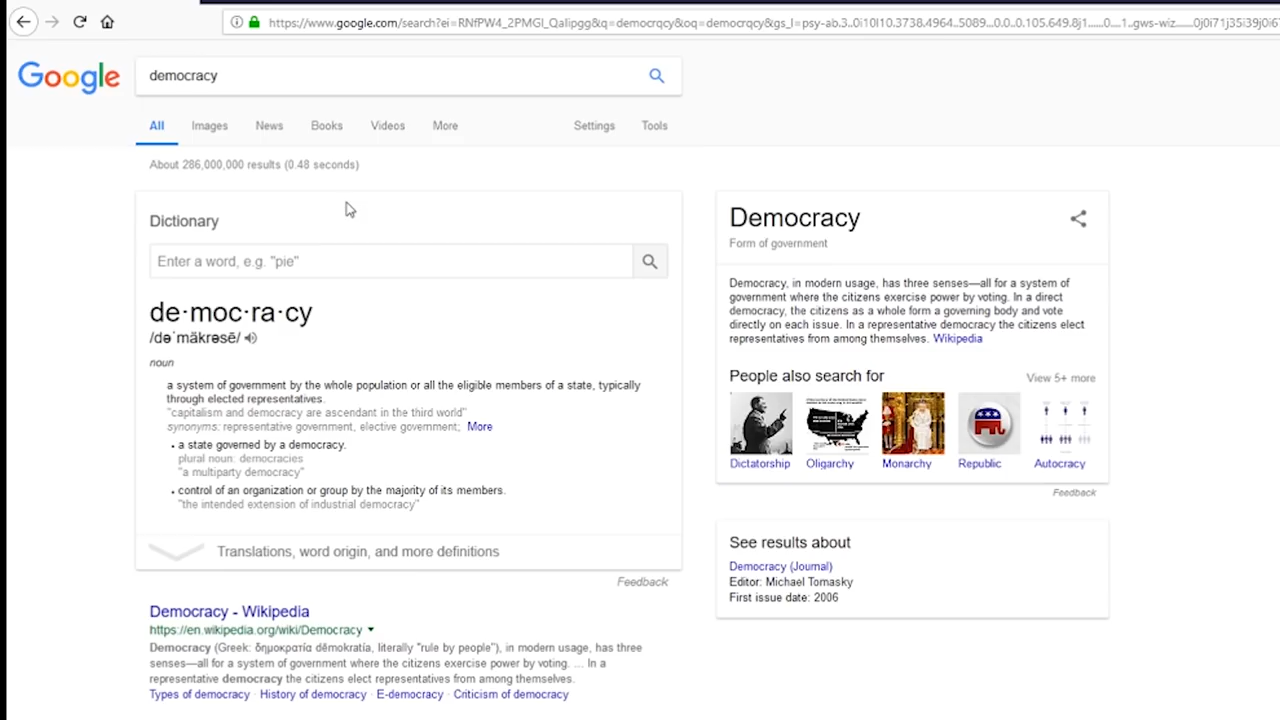 https://www.google.com/search?ei=RNfPW4_2PMGl_Qalipgg&q=democrqcy&oq=democrqcy&gs_l=psy-ab.3..0i10l10.3738.4964..5089...0.0..0.105.649.8j1......0....1..gws-wiz.......0j0i71j35i39j0i6
Google
democracy
All Images News Books Videos More Settings Tools
About 286,000,000 results (0.48 seconds)
Dictionary
Enter a word, e.g. "pie"
de·moc·ra·cy
/dəˈmäkrəsē/
noun
a system of government by the whole population or all the eligible members of a state, typically
through elected representatives.
"capitalism and democracy are ascendant in the third world"
synonyms: representative government, elective government; More
• a state governed by a democracy.
plural noun: democracies
"a multiparty democracy"
• control of an organization or group by the majority of its members.
"the intended extension of industrial democracy"
Translations, word origin, and more definitions
Feedback
Democracy - Wikipedia
https://en.wikipedia.org/wiki/Democracy
Democracy (Greek: δημοκρατία dēmokratía, literally "rule by people"), in modern usage, has three
senses—all for a system of government where the citizens exercise power by voting. ... In a
representative democracy the citizens elect representatives from among themselves.
Types of democracy · History of democracy · E-democracy · Criticism of democracy
Democracy
Form of government
Democracy, in modern usage, has three senses—all for a system of
government where the citizens exercise power by voting. In a direct
democracy, the citizens as a whole form a governing body and vote
directly on each issue. In a representative democracy the citizens elect
representatives from among themselves. Wikipedia
People also search for
View 5+ more
Dictatorship Oligarchy Monarchy Republic Autocracy
Feedback
See results about
Democracy (Journal)
Editor: Michael Tomasky
First issue date: 2006